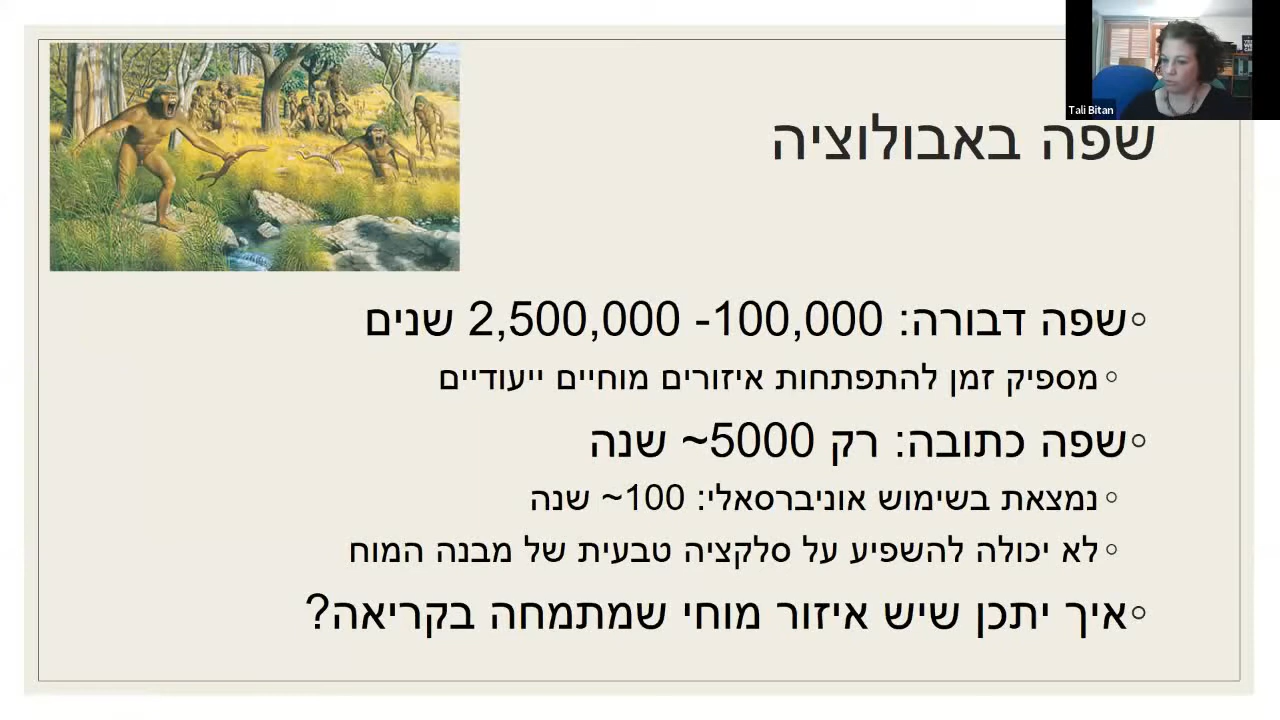 Tali Bitan
שפה באבולוציה
◦שפה דבורה: 100,000- 2,500,000 שנים
◦מספיק זמן להתפתחות איזורים מוחיים ייעודיים
◦שפה כתובה: רק 5000~ שנה
◦נמצאת בשימוש אוניברסאלי: 100~ שנה
◦לא יכולה להשפיע על סלקציה טבעית של מבנה המוח
◦איך יתכן שיש איזור מוחי שמתמחה בקריאה?